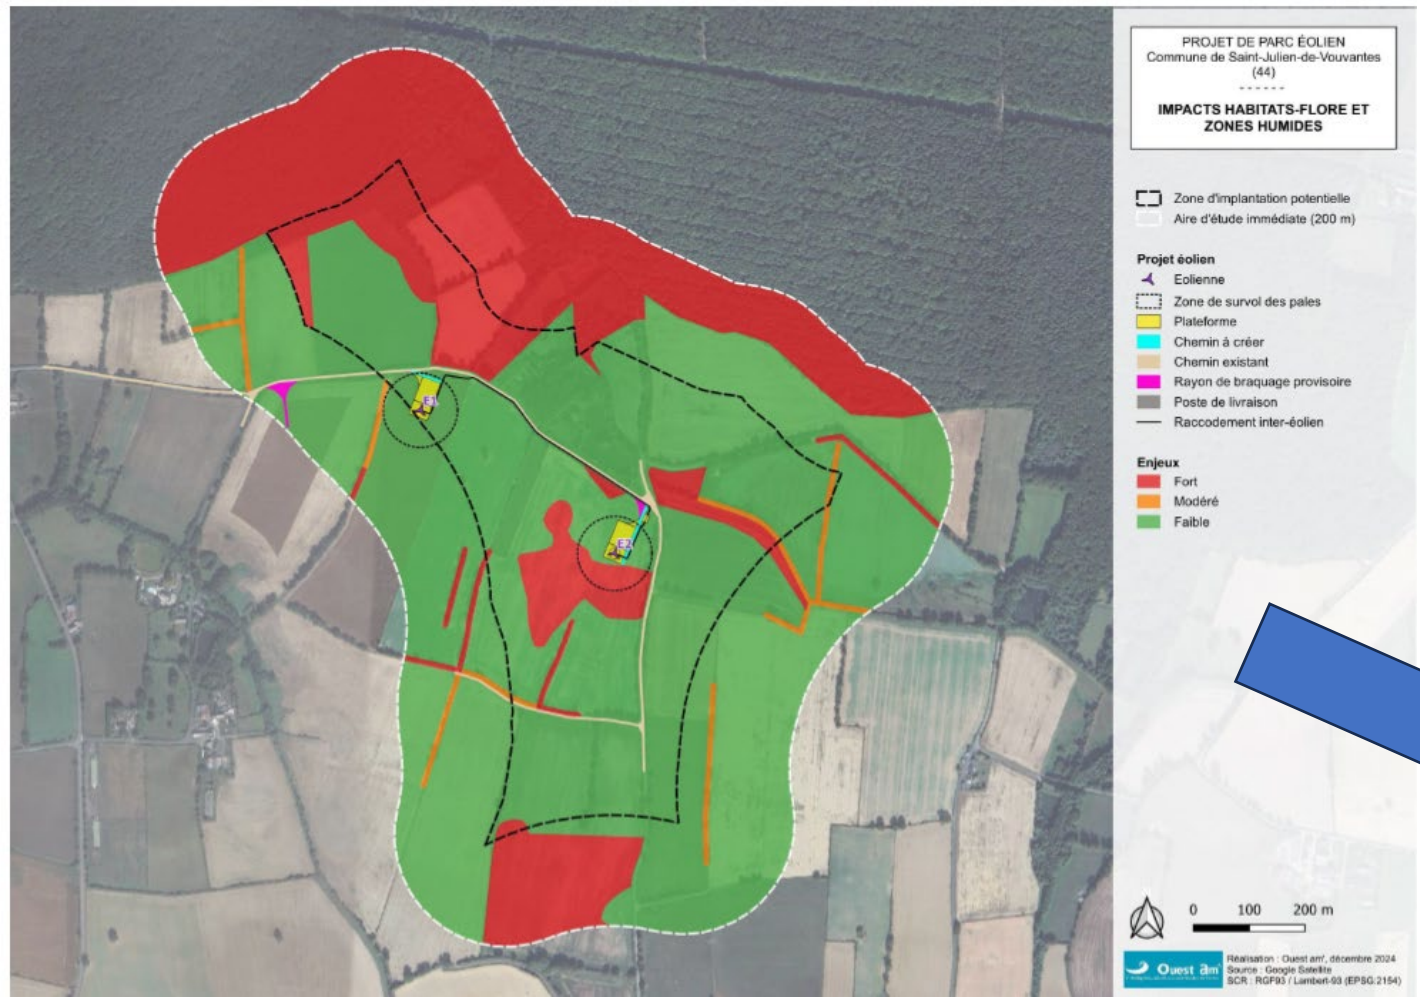 PROJET DE PARC ÉOLIEN
Commune de Saint-Julien-de-Vouvantes
(44)
- - - - - -
IMPACTS HABITATS-FLORE ET
ZONES HUMIDES
Zone d'implantation potentielle
Aire d'étude immédiate (200 m)
Projet éolien
Eolienne
Zone de survol des pales
Plateforme
Chemin à créer
Chemin existant
Rayon de braquage provisoire
Poste de livraison
Raccodement inter-éolien
Enjeux
Fort
Modéré
Faible
E1
E2
0 100 200 m
Ouest am'
Réalisation : Ouest am', décembre 2024
Source : Google Satellite
SCR : RGF93 / Lambert-93 (EPSG:2154)